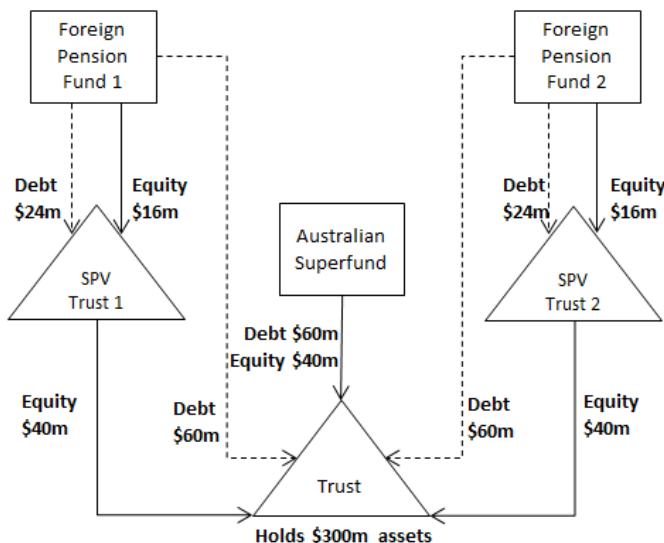 Foreign
Pension
Fund 1
Foreign
Pension
Fund 2
Debt
$24m
Equity
$16m
Debt
$24m
Equity
$16m
Australian
Superfund
SPV
Trust 1
SPV
Trust 2
Debt $60m
Equity $40m
Equity
$40m
Debt
$60m
Debt
$60m
Equity
$40m
Trust
Holds $300m assets